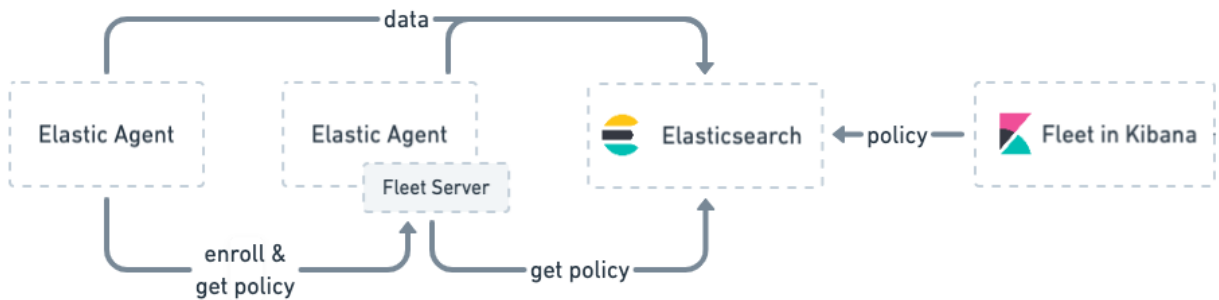 data
Elastic Agent
Elastic Agent
Fleet Server
Elasticsearch
policy
Fleet in Kibana
enroll &
get policy
get policy